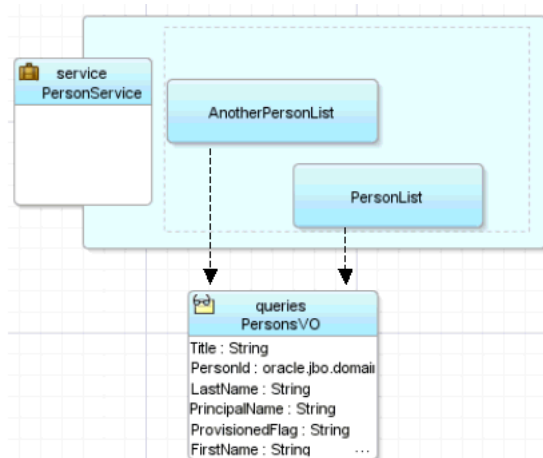 service
PersonService
AnotherPersonList
PersonList
queries
PersonsVO
Title : String
PersonId : oracle.jbo.domain
LastName : String
PrincipalName : String
ProvisionedFlag : String
FirstName : String ...